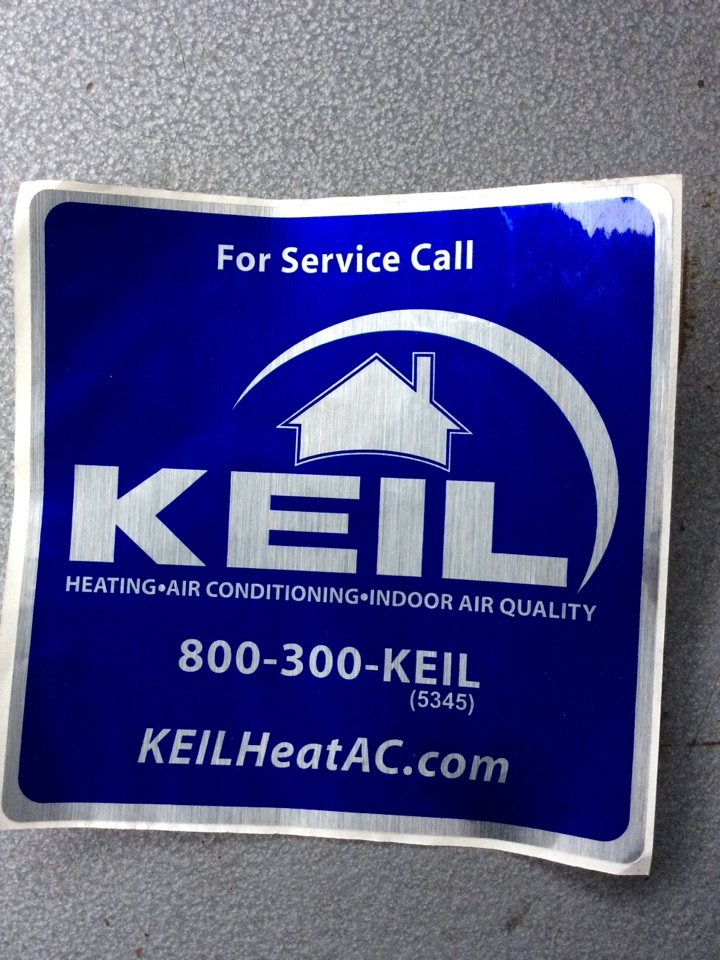 For Service Call
KEIL
HEATING•AIR CONDITIONING•INDOOR AIR QUALITY
800-300-KEIL
(5345)
KEILHeatAC.com